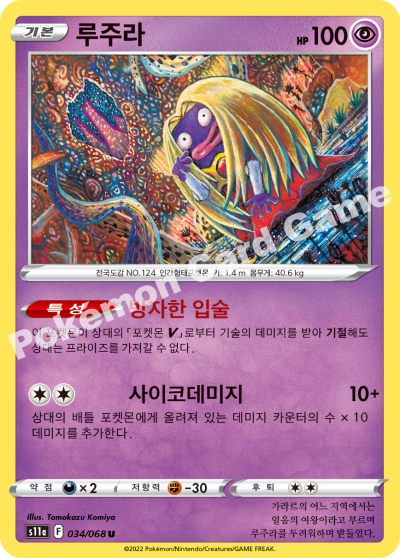 기본 루주라 HP 100
전국도감 NO.124 인간형태포켓몬 키: 1.4 m 몸무게: 40.6 kg
특성 방자한 입술
이 포켓몬이 상대의 「포켓몬 V」로부터 기술의 데미지를 받아 기절해도
상대는 프라이즈를 가져갈 수 없다.
사이코데미지 10+
상대의 배틀 포켓몬에게 올려져 있는 데미지 카운터의 수 × 10
데미지를 추가한다.
약점 ×2 저항력 -30 후퇴
Illus. Tomokazu Komiya
s11a F 034/068 U
가라르의 어느 지역에서는
얼음의 여왕이라고 부르며
루주라를 두려워하며 받들었다.
©2022 Pokémon/Nintendo/Creatures/GAME FREAK.
Pokémon Card Game